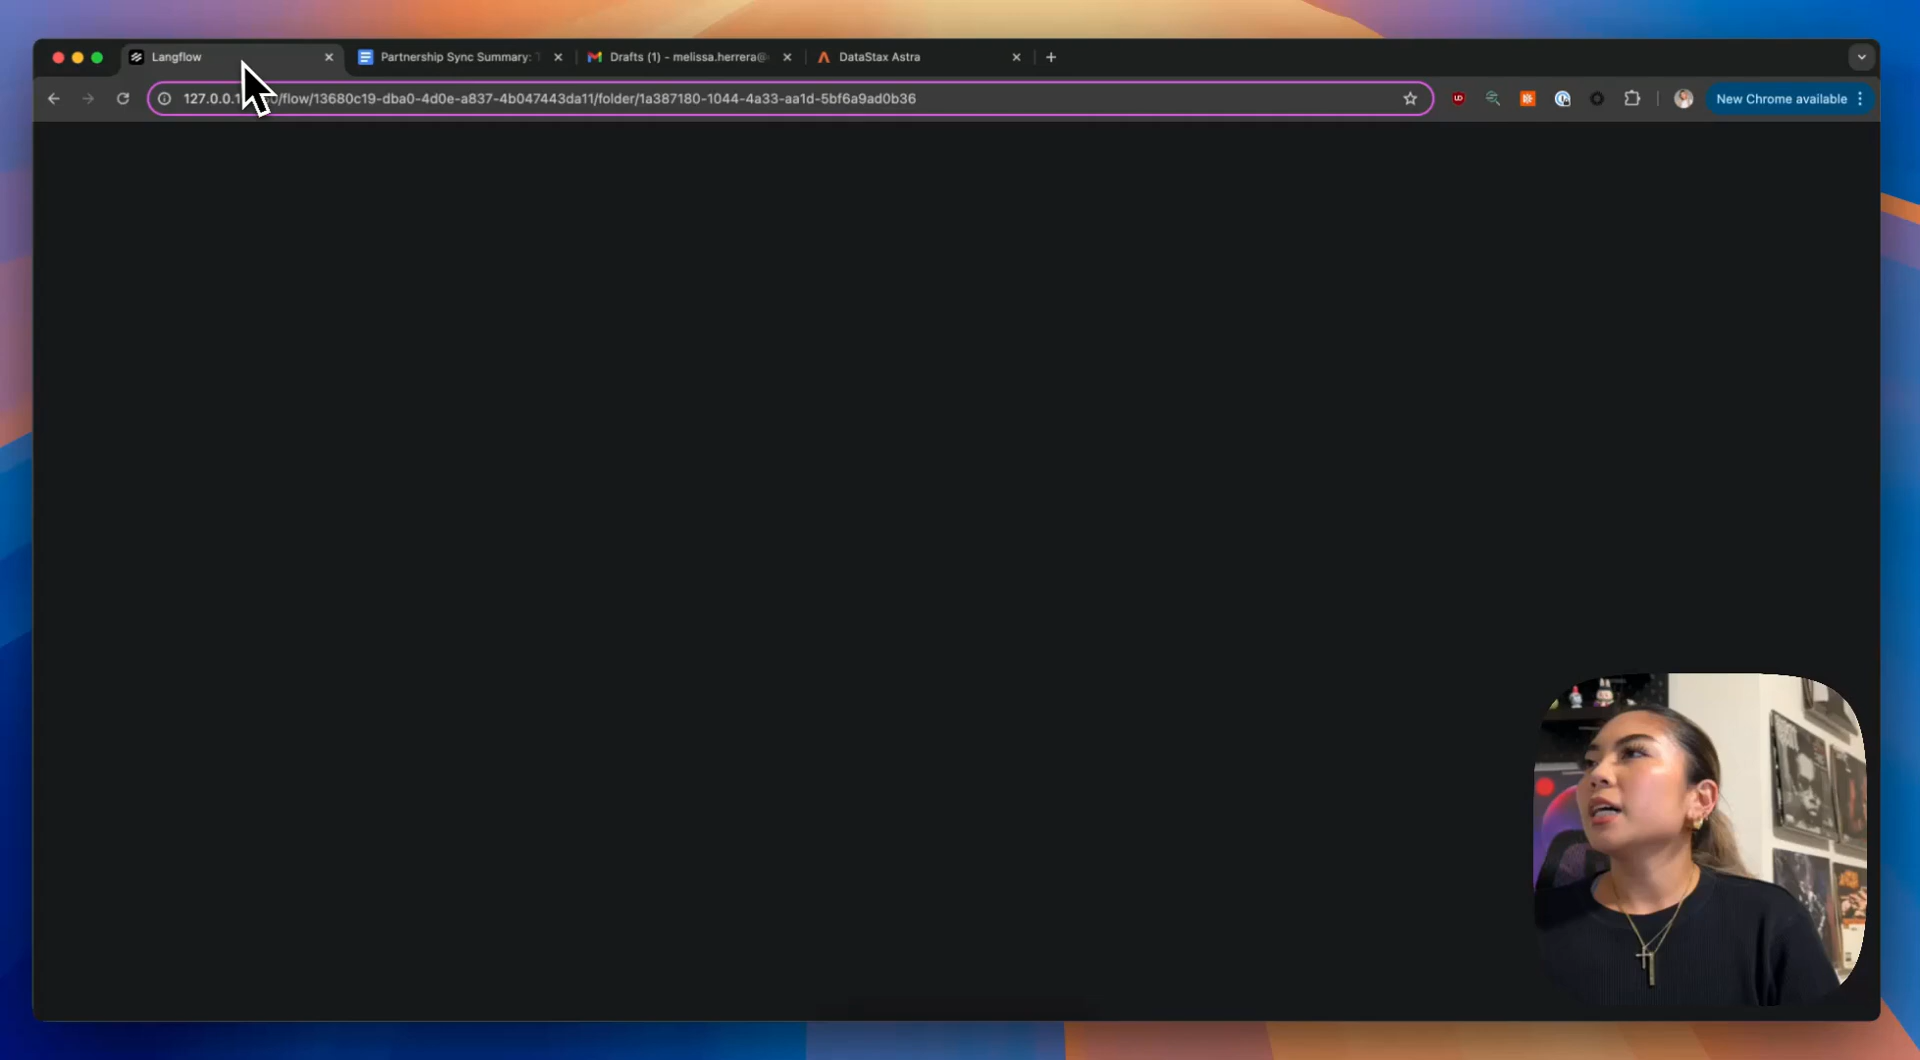 Langflow
Partnership Sync Summary:
Drafts (1) - melissa.herrera@
DataStax Astra
127.0.0.1 /flow/13680c19-dba0-4d0e-a837-4b047443da11/folder/1a387180-1044-4a33-aa1d-5bf6a9ad0b36
New Chrome available